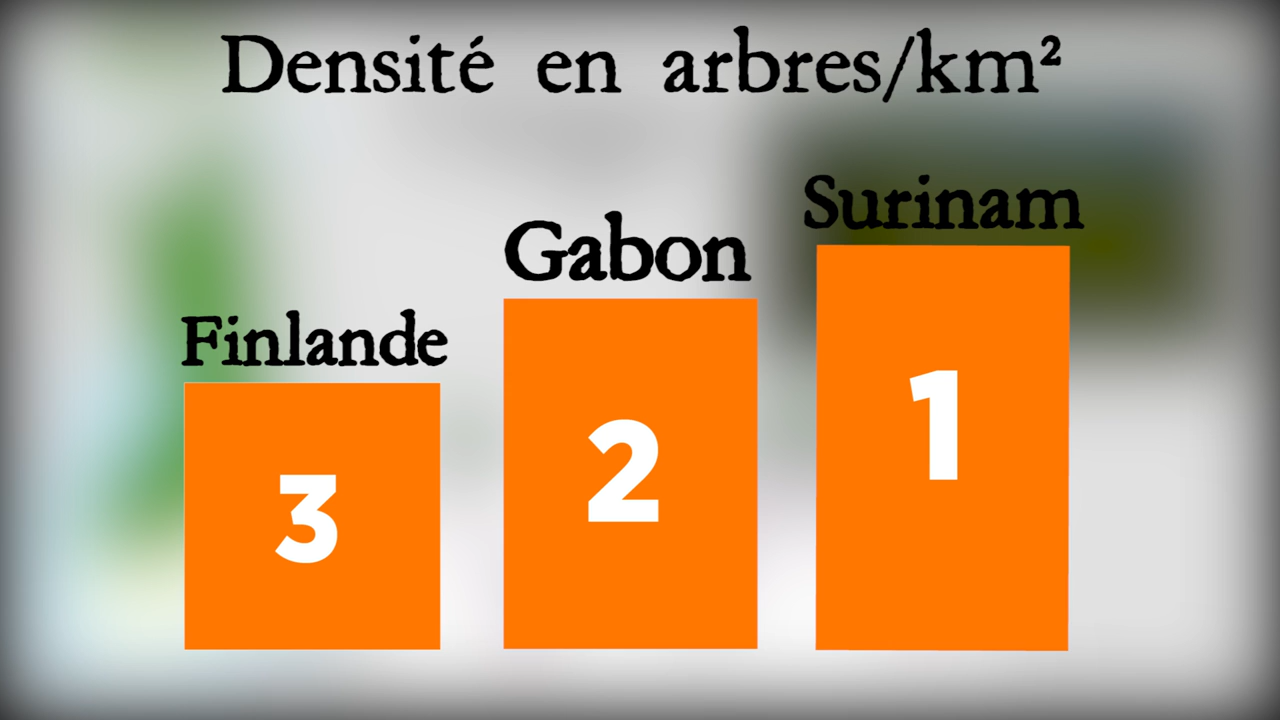 Densité en arbres/km²
Surinam
Gabon
Finlande
1
2
3